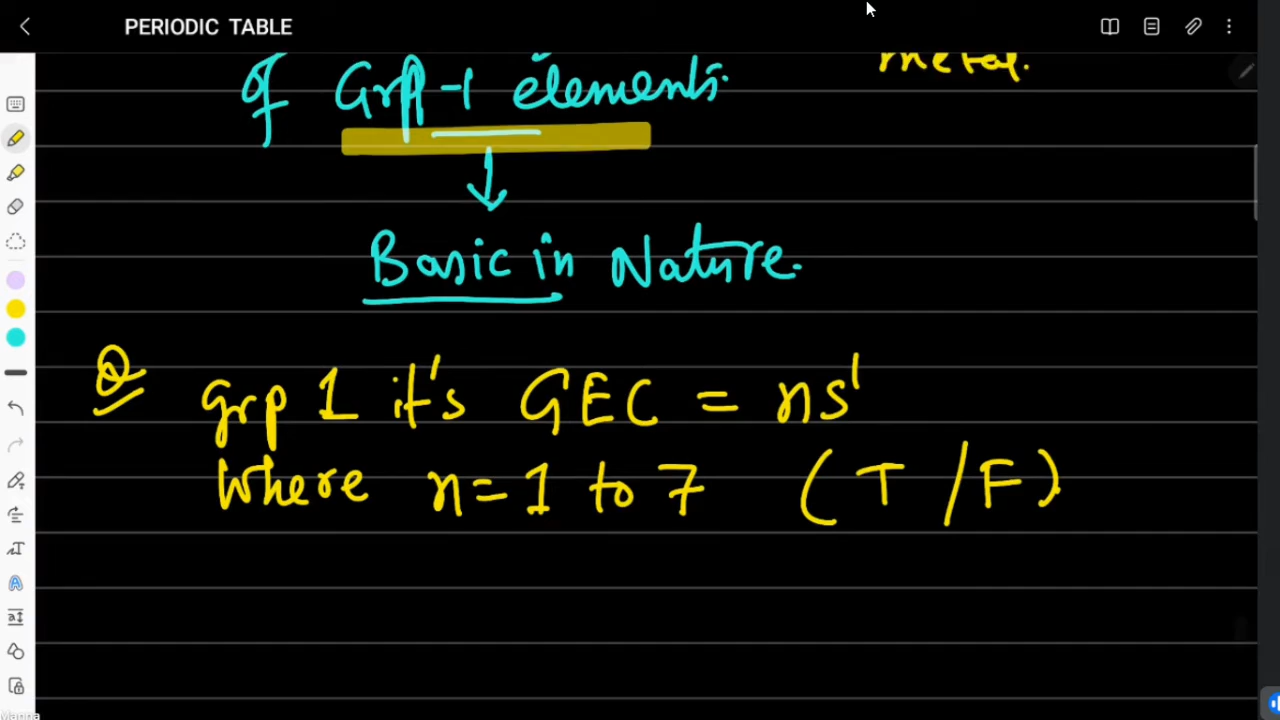 PERIODIC TABLE
metal.
of Grp-1 elements.
Basic in Nature.
Q grp 1 it's GEC = ns¹
Where n=1 to 7 (T/F)
Manna